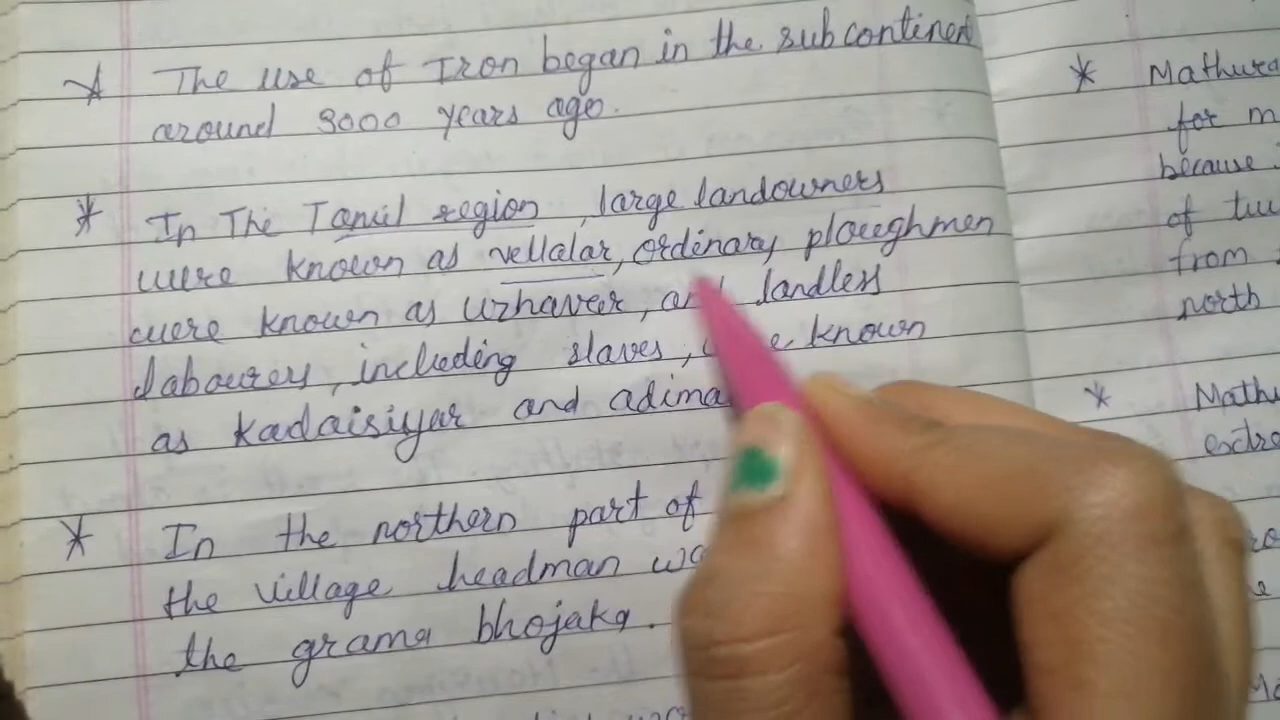 The use of Iron began in the subcontinent
around 3000 years ago.
In The Tamil region, large landowners
were known as vellalar, ordinary ploughmen
were known as uzhavar, and landless
labourers, including slaves, known
as kadaisiyar and adima
In the northern part of
the village headman
the grama bhojaka.
Mathura
for m
because
of
from
north
Mathu
extra